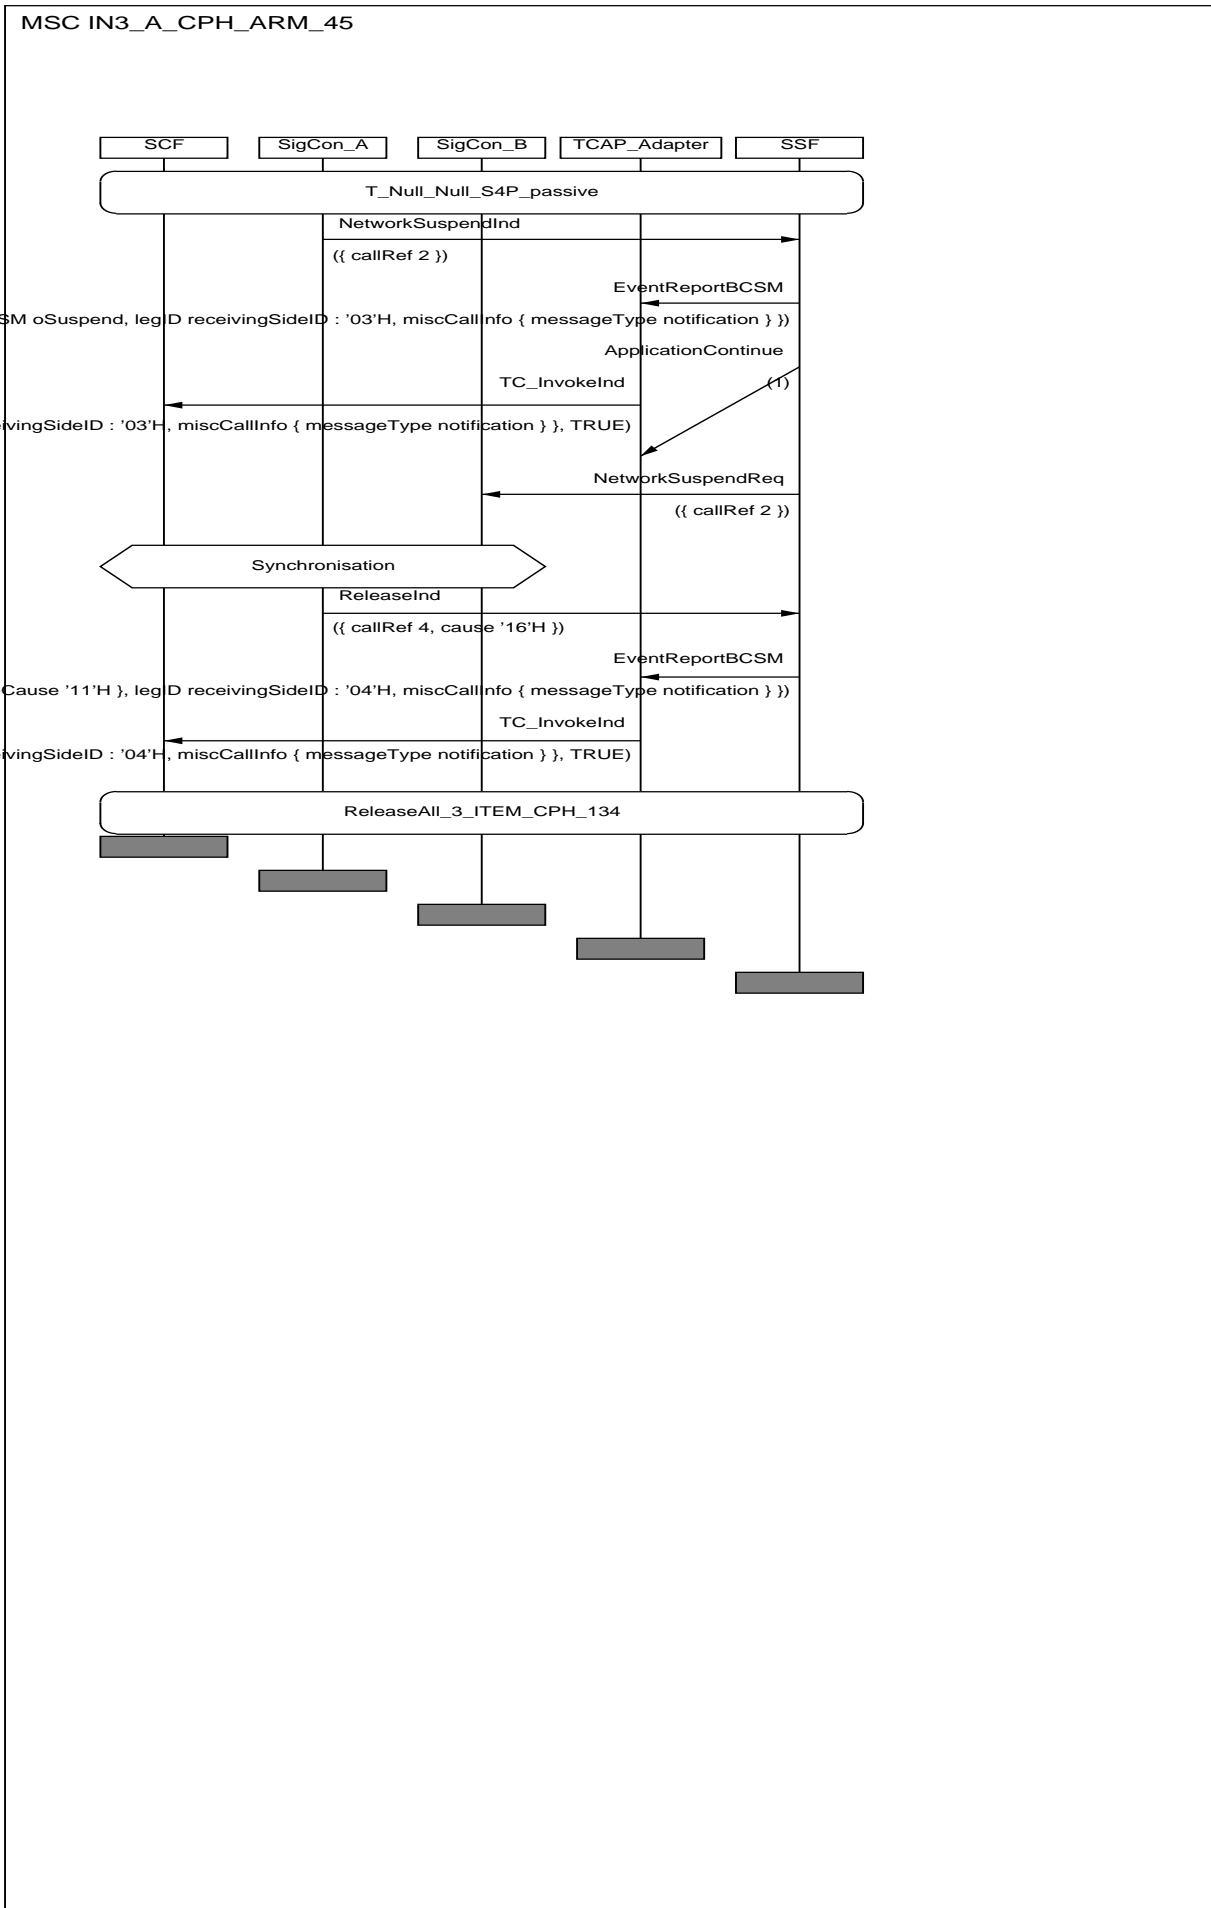 MSC IN3_A_CPH_ARM_45
SCF SigCon_A SigCon_B TCAP_Adapter SSF
T_Null_Null_S4P_passive
NetworkSuspendInd
({ callRef 2 })
EventReportBCSM
SM oSuspend, legID receivingSideID : '03'H, miscCallInfo { messageType notification } })
ApplicationContinue
TC_InvokeInd (1)
ivingSideID : '03'H, miscCallInfo { messageType notification } }, TRUE)
NetworkSuspendReq
({ callRef 2 })
Synchronisation
ReleaseInd
({ callRef 4, cause '16'H })
EventReportBCSM
Cause '11'H }, legID receivingSideID : '04'H, miscCallInfo { messageType notification } })
TC_InvokeInd
ivingSideID : '04'H, miscCallInfo { messageType notification } }, TRUE)
ReleaseAll_3_ITEM_CPH_134